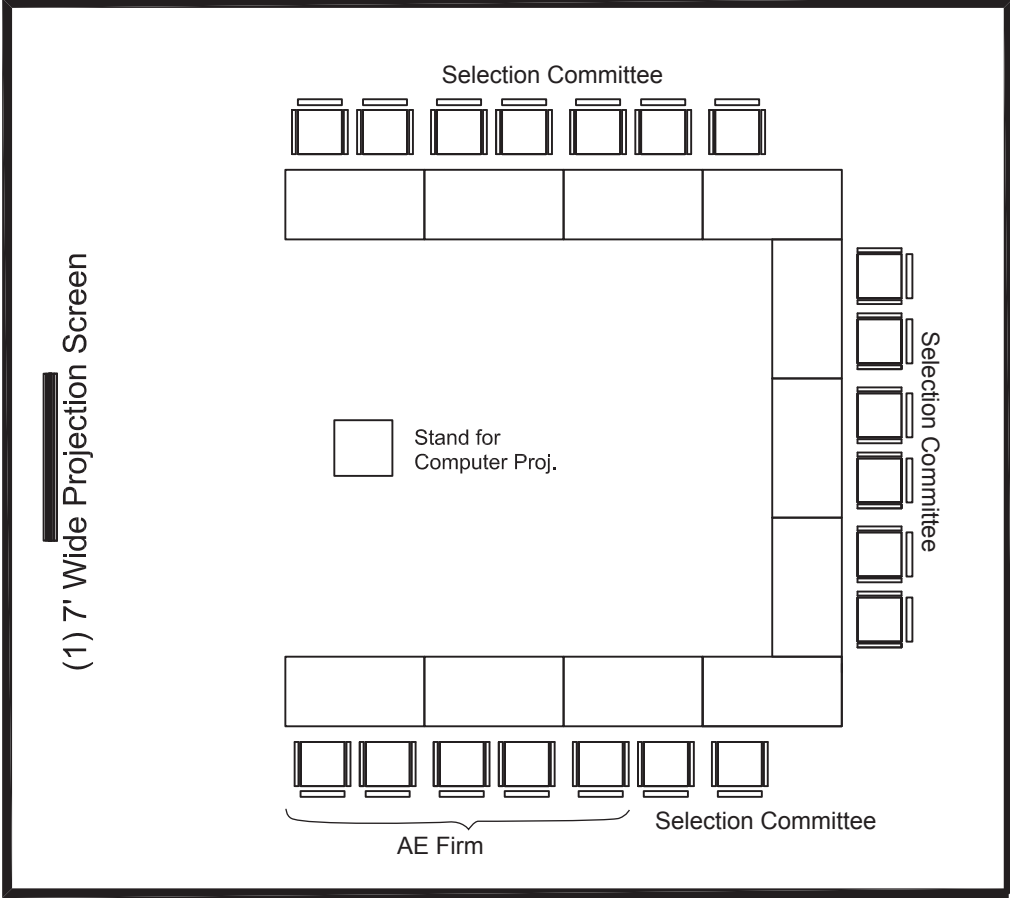 Selection Committee
(1) 7' Wide Projection Screen
Selection Committee
Stand for
Computer Proj.
Selection Committee
AE Firm